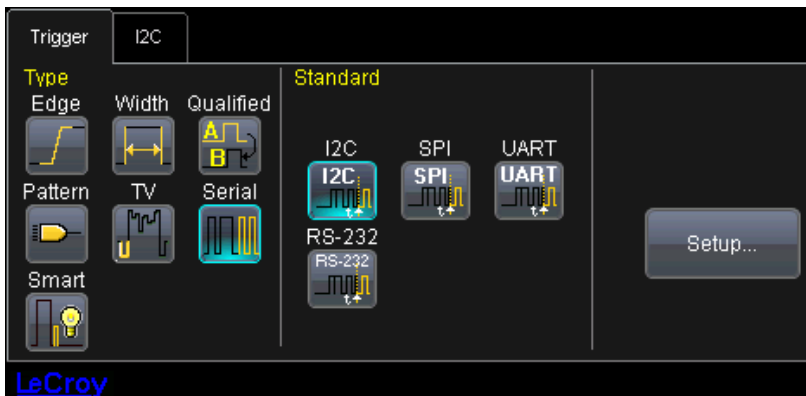 Trigger I2C
Type
Edge Width Qualified
A
B
Pattern TV Serial
Smart
Standard
I2C SPI UART
I2C SPI UART
t t t
RS-232
RS-232
t
Setup...
LeCroy